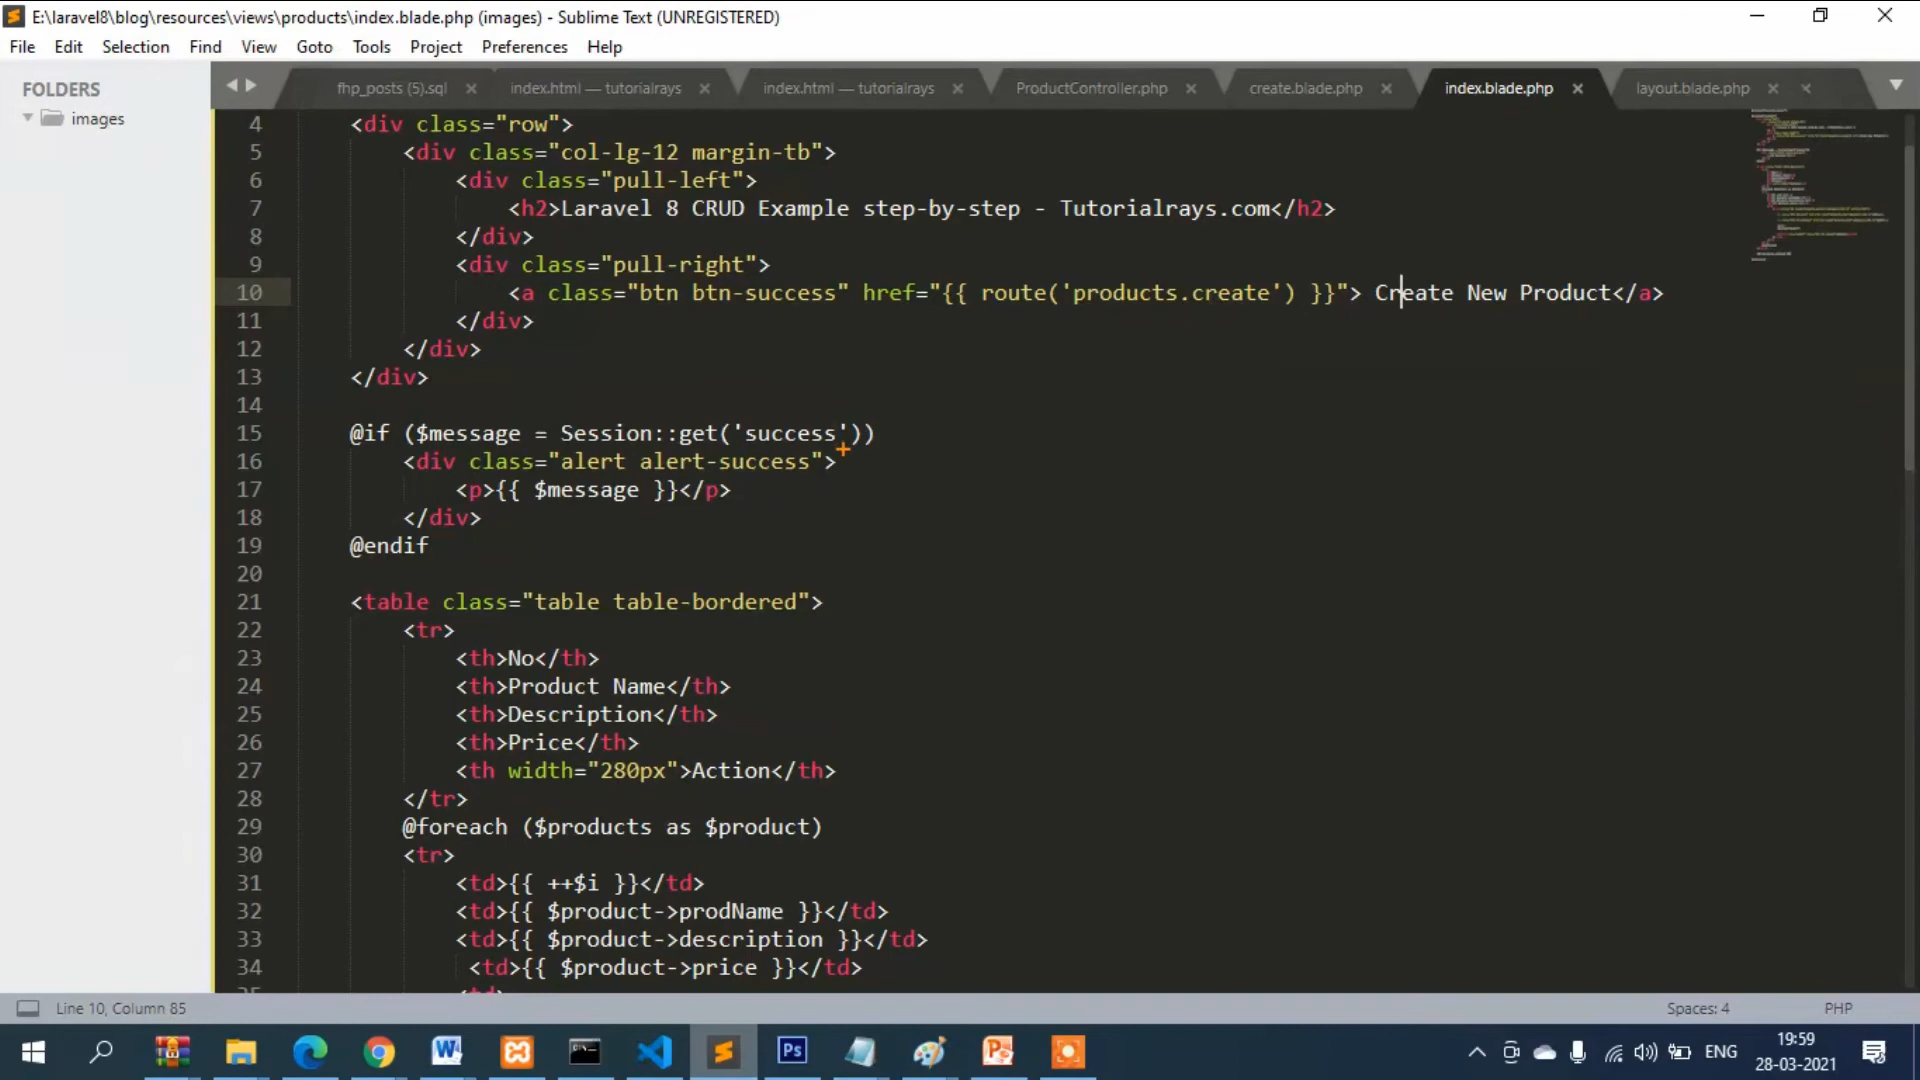 E:\laravel8\blog\resources\views\products\index.blade.php (images) - Sublime Text (UNREGISTERED)
File Edit Selection Find View Goto Tools Project Preferences Help
FOLDERS
images
fhp_posts (5).sql index.html — tutorialrays index.html — tutorialrays ProductController.php create.blade.php index.blade.php layout.blade.php
4 <div class="row">
5 <div class="col-lg-12 margin-tb">
6 <div class="pull-left">
7 <h2>Laravel 8 CRUD Example step-by-step - Tutorialrays.com</h2>
8 </div>
9 <div class="pull-right">
10 <a class="btn btn-success" href="{{ route('products.create') }}"> Create New Product</a>
11 </div>
12 </div>
13 </div>
14
15 @if ($message = Session::get('success'))
16 <div class="alert alert-success">
17 <p>{{ $message }}</p>
18 </div>
19 @endif
20
21 <table class="table table-bordered">
22 <tr>
23 <th>No</th>
24 <th>Product Name</th>
25 <th>Description</th>
26 <th>Price</th>
27 <th width="280px">Action</th>
28 </tr>
29 @foreach ($products as $product)
30 <tr>
31 <td>{{ ++$i }}</td>
32 <td>{{ $product->prodName }}</td>
33 <td>{{ $product->description }}</td>
34 <td>{{ $product->price }}</td>
Line 10, Column 85 Spaces: 4 PHP
Ps
ENG
19:59
28-03-2021